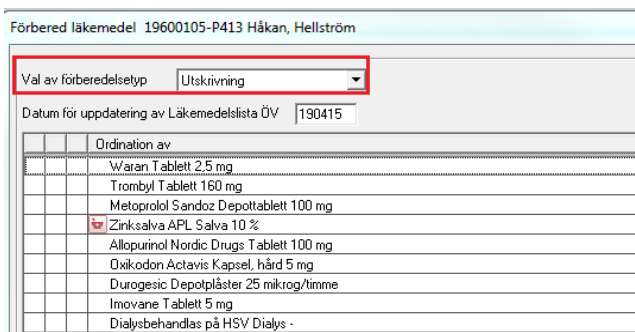 Förbered läkemedel 19600105-P413 Håkan, Hellström
Val av förberedelsetyp Utskrivning
Datum för uppdatering av Läkemedelslista ÖV 190415
Ordination av
Waran Tablett 2,5 mg
Trombyl Tablett 160 mg
Metoprolol Sandoz Depottablett 100 mg
Zinksalva APL Salva 10 %
Allopurinol Nordic Drugs Tablett 100 mg
Oxikodon Actavis Kapsel, hård 5 mg
Durogesic Depotplåster 25 mikrog/timme
Imovane Tablett 5 mg
Dialysbehandlas på HSV Dialys -